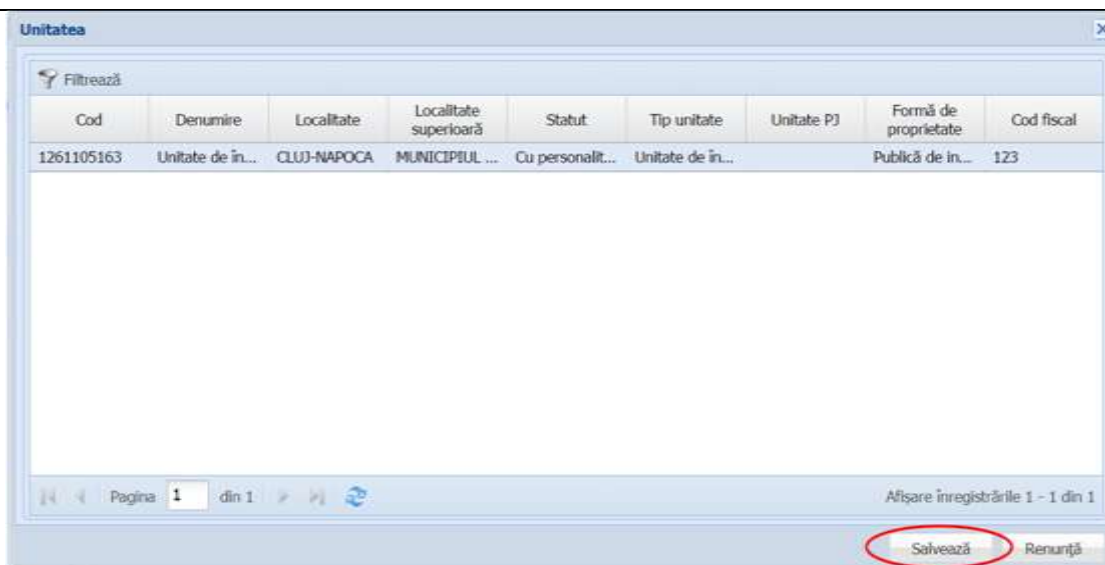 Unitatea
Filtrează
Cod Denumire Localitate Localitate superioară Statut Tip unitate Unitate PJ Formă de proprietate Cod fiscal
1261105163 Unitate de în... CLUJ-NAPOCA MUNICIPIUL ... Cu personalit... Unitate de în... Publică de in... 123
Pagina 1 din 1 Afișare înregistrările 1 - 1 din 1
Salvează Renunță